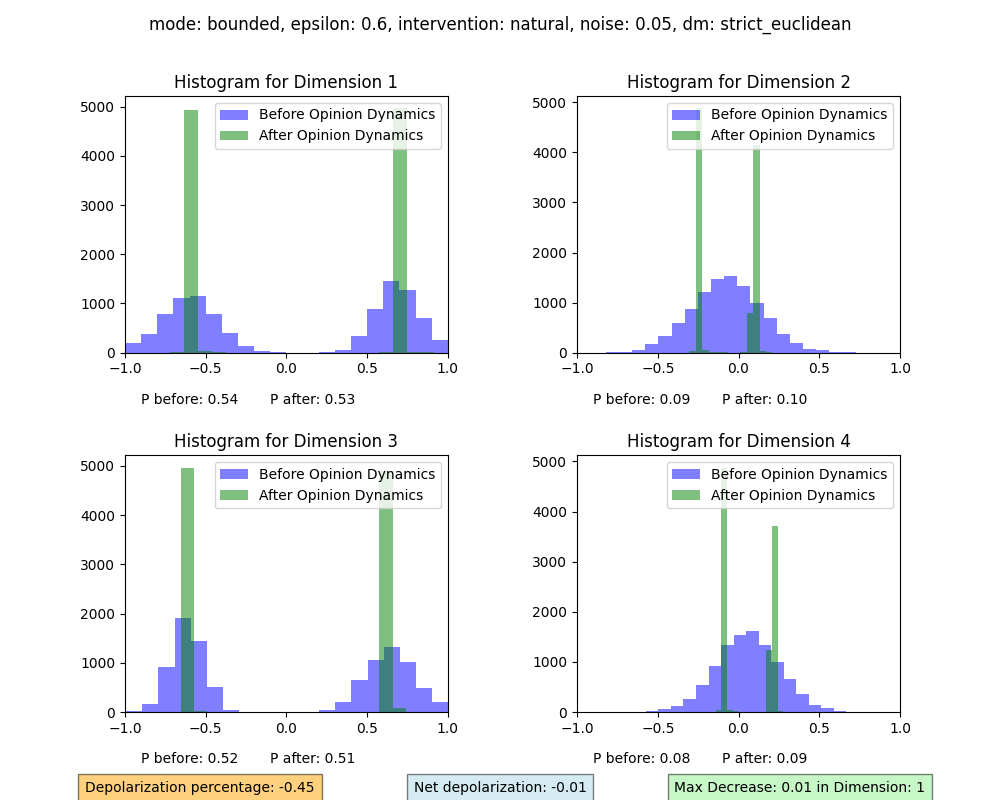 mode: bounded, epsilon: 0.6, intervention: natural, noise: 0.05, dm: strict_euclidean
Histogram for Dimension 1
Before Opinion Dynamics
After Opinion Dynamics
5000
4000
3000
2000
1000
0
−1.0 −0.5 0.0 0.5 1.0
P before: 0.54 P after: 0.53
Histogram for Dimension 2
Before Opinion Dynamics
After Opinion Dynamics
5000
4000
3000
2000
1000
0
−1.0 −0.5 0.0 0.5 1.0
P before: 0.09 P after: 0.10
Histogram for Dimension 3
Before Opinion Dynamics
After Opinion Dynamics
5000
4000
3000
2000
1000
0
−1.0 −0.5 0.0 0.5 1.0
P before: 0.52 P after: 0.51
Histogram for Dimension 4
Before Opinion Dynamics
After Opinion Dynamics
5000
4000
3000
2000
1000
0
−1.0 −0.5 0.0 0.5 1.0
P before: 0.08 P after: 0.09
Depolarization percentage: -0.45
Net depolarization: -0.01
Max Decrease: 0.01 in Dimension: 1